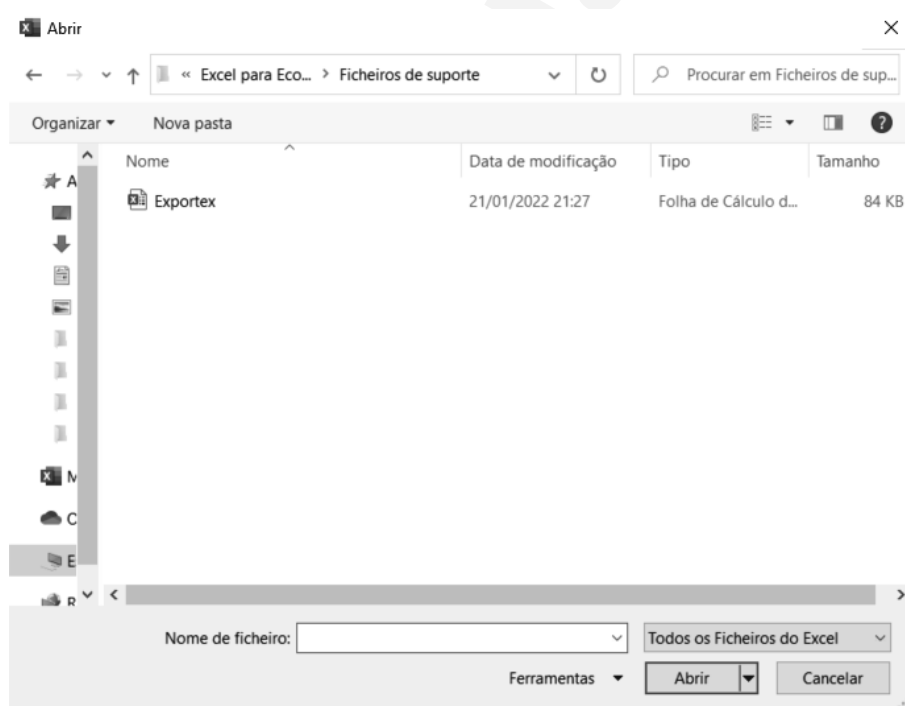 Abrir
« Excel para Eco... > Ficheiros de suporte
Procurar em Ficheiros de sup...
Organizar
Nova pasta
Nome
Data de modificação
Tipo
Tamanho
A
Exportex
21/01/2022 21:27
Folha de Cálculo d...
84 KB
M
C
E
R
Nome de ficheiro:
Todos os Ficheiros do Excel
Ferramentas
Abrir
Cancelar